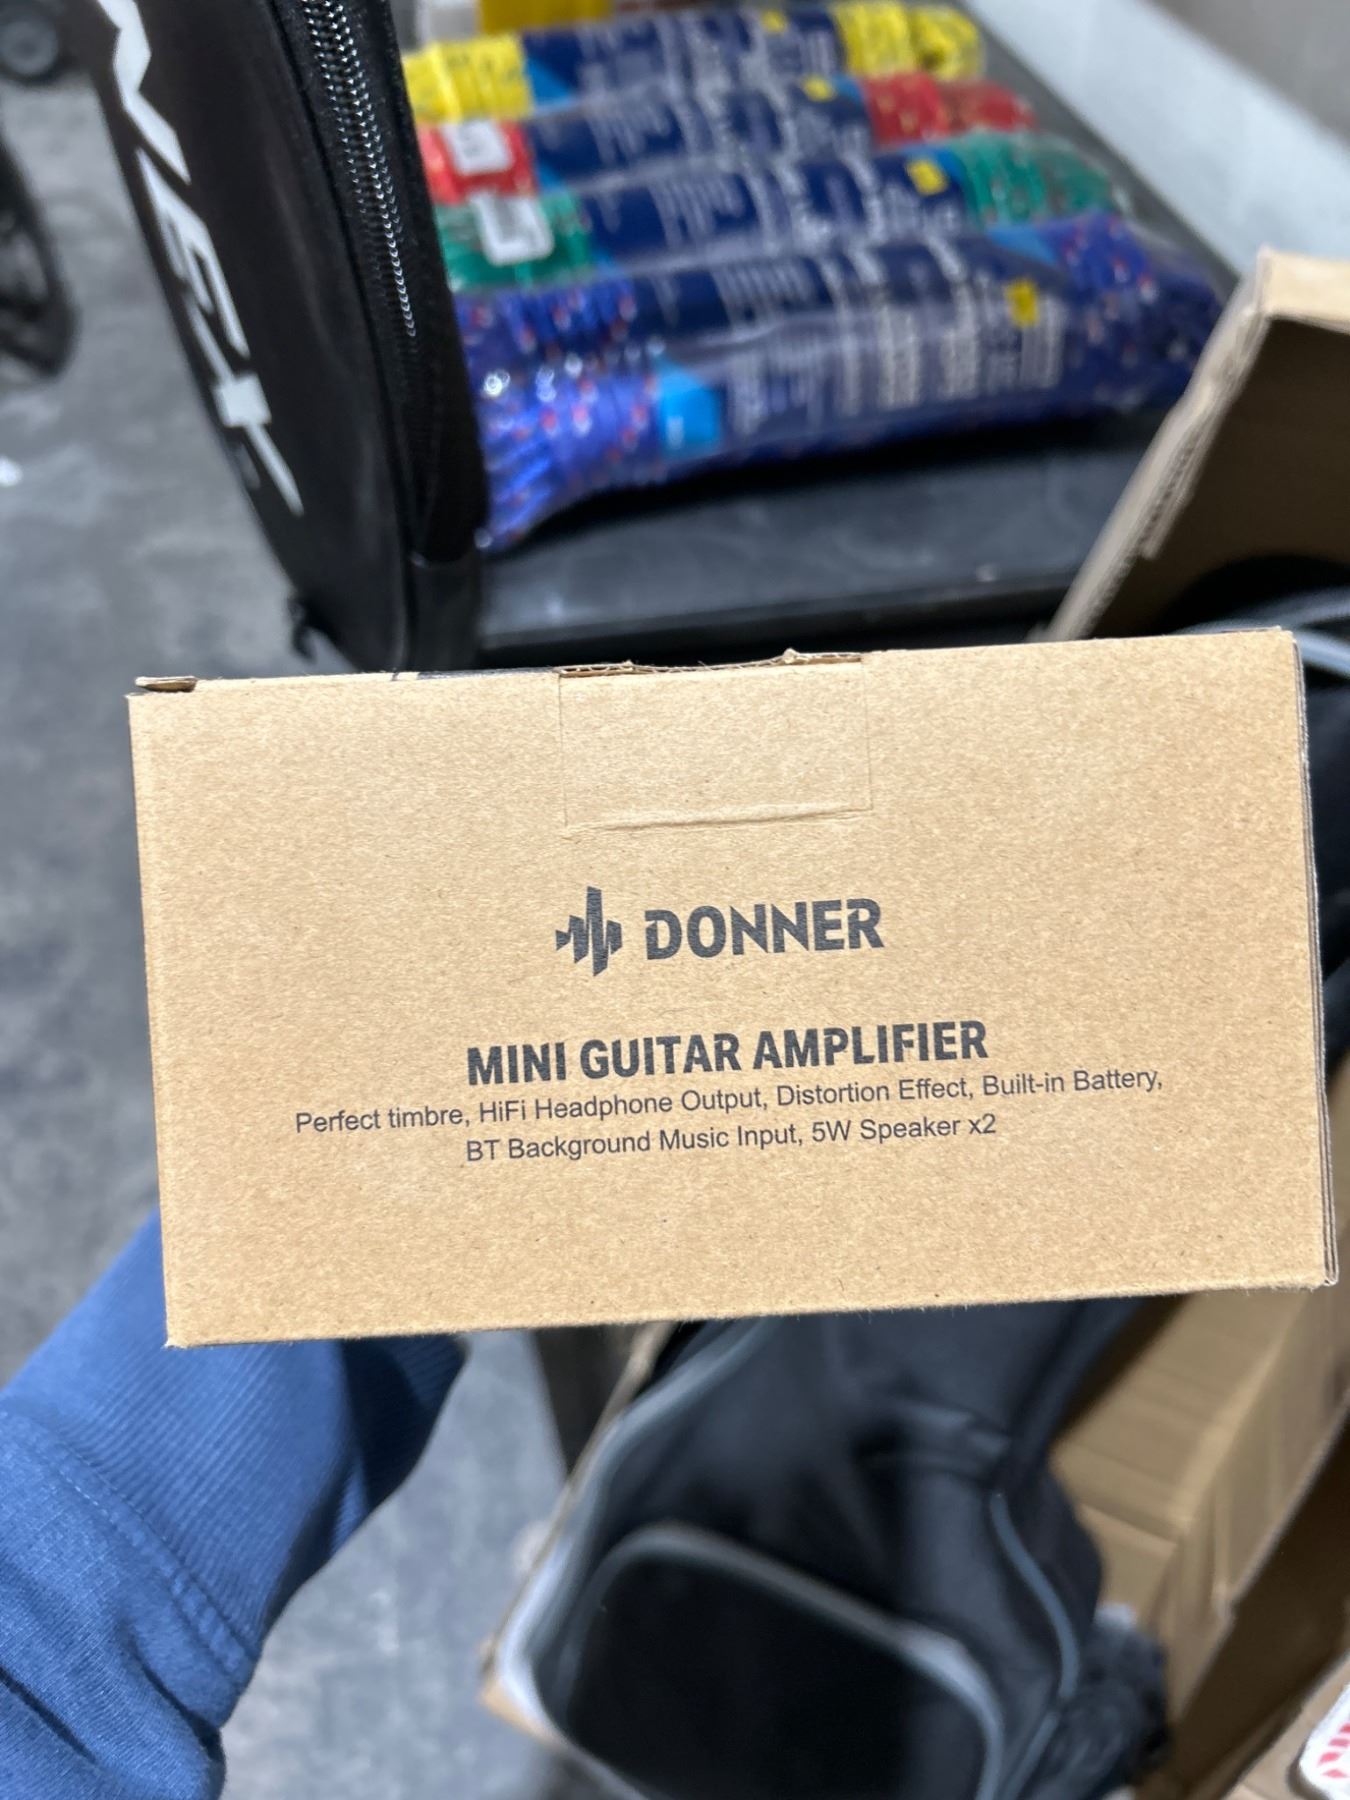 DONNER
MINI GUITAR AMPLIFIER
Perfect timbre, HiFi Headphone Output, Distortion Effect, Built-in Battery,
BT Background Music Input, 5W Speaker x2